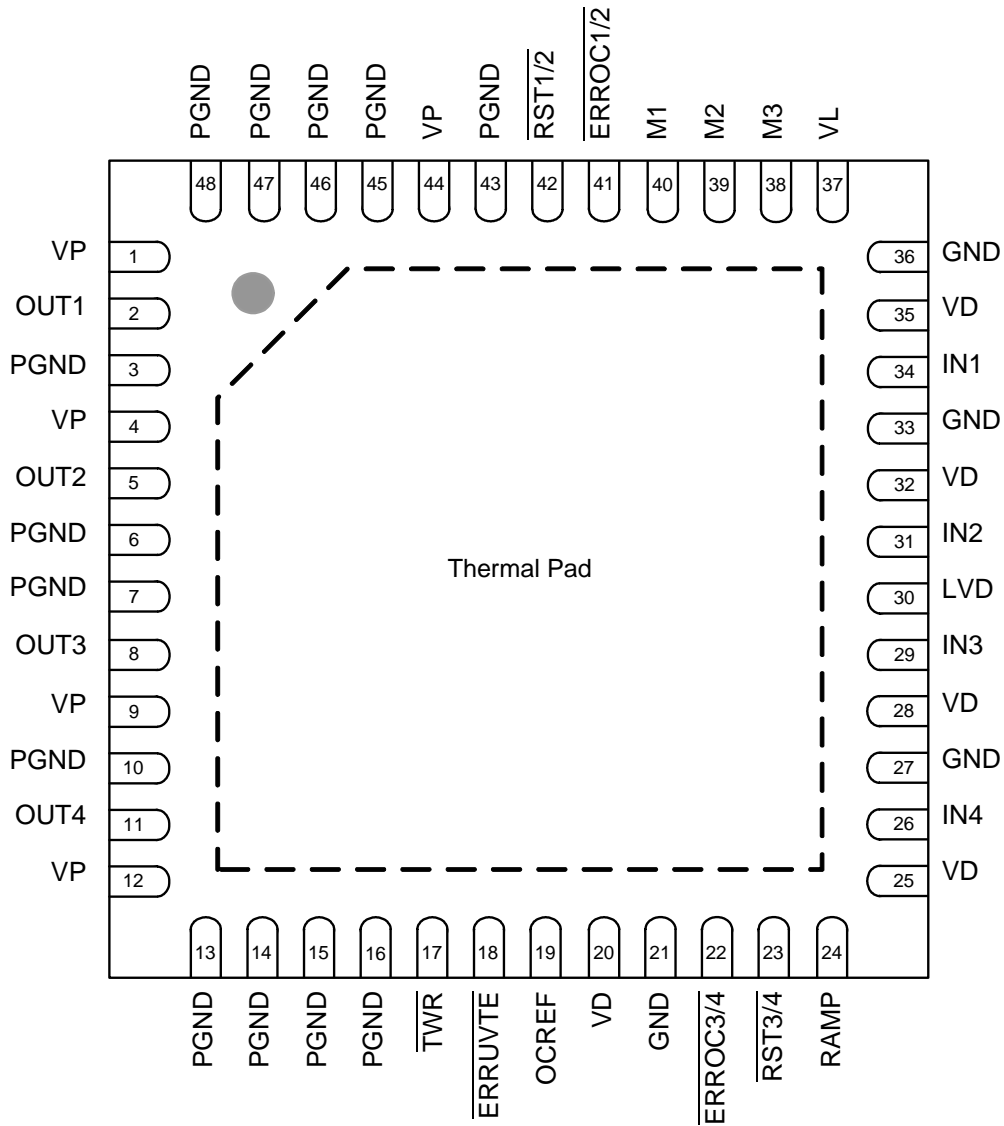 PGND PGND PGND PGND VP PGND RST1/2 ERROC1/2 M1 M2 M3 VL
48 47 46 45 44 43 42 41 40 39 38 37
VP 1 36 GND
OUT1 2 35 VD
PGND 3 34 IN1
VP 4 33 GND
OUT2 5 32 VD
PGND 6 31 IN2
Thermal Pad
PGND 7 30 LVD
OUT3 8 29 IN3
VP 9 28 VD
PGND 10 27 GND
OUT4 11 26 IN4
VP 12 25 VD
13 14 15 16 17 18 19 20 21 22 23 24
PGND PGND PGND PGND TWR ERRUVTE OCREF VD GND ERROC3/4 RST3/4 RAMP